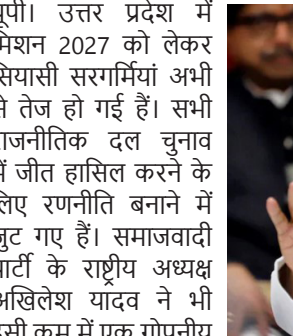 यूपी। उत्तर प्रदेश में
मिशन 2027 को लेकर
सियासी सरगर्मियां अभी
से तेज हो गई हैं। सभी
राजनीतिक दल चुनाव
में जीत हासिल करने के
लिए रणनीति बनाने में
जुट गए हैं। समाजवादी
पार्टी के राष्ट्रीय अध्यक्ष
अखिलेश यादव ने भी
इसी क्रम में एक गोपनीय